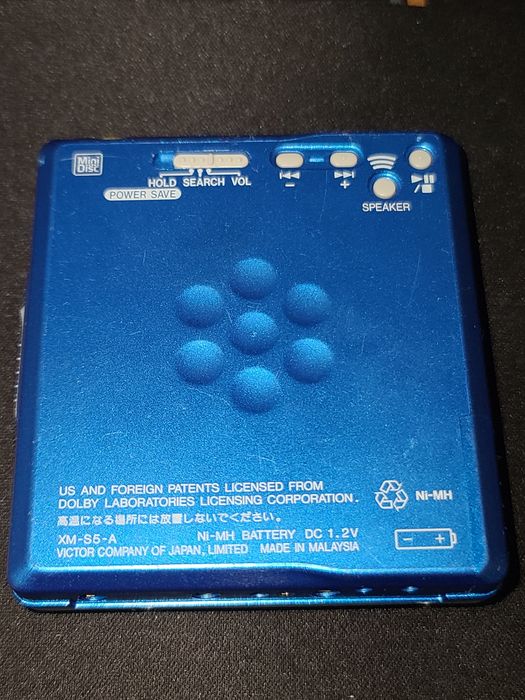 Mini
Disc
HOLD SEARCH VOL
POWER SAVE
−
+
SPEAKER
US AND FOREIGN PATENTS LICENSED FROM
DOLBY LABORATORIES LICENSING CORPORATION.
高温になる場所には放置しないでください。
XM-S5-A Ni-MH BATTERY DC 1.2V
VICTOR COMPANY OF JAPAN, LIMITED MADE IN MALAYSIA
Ni-MH
− +